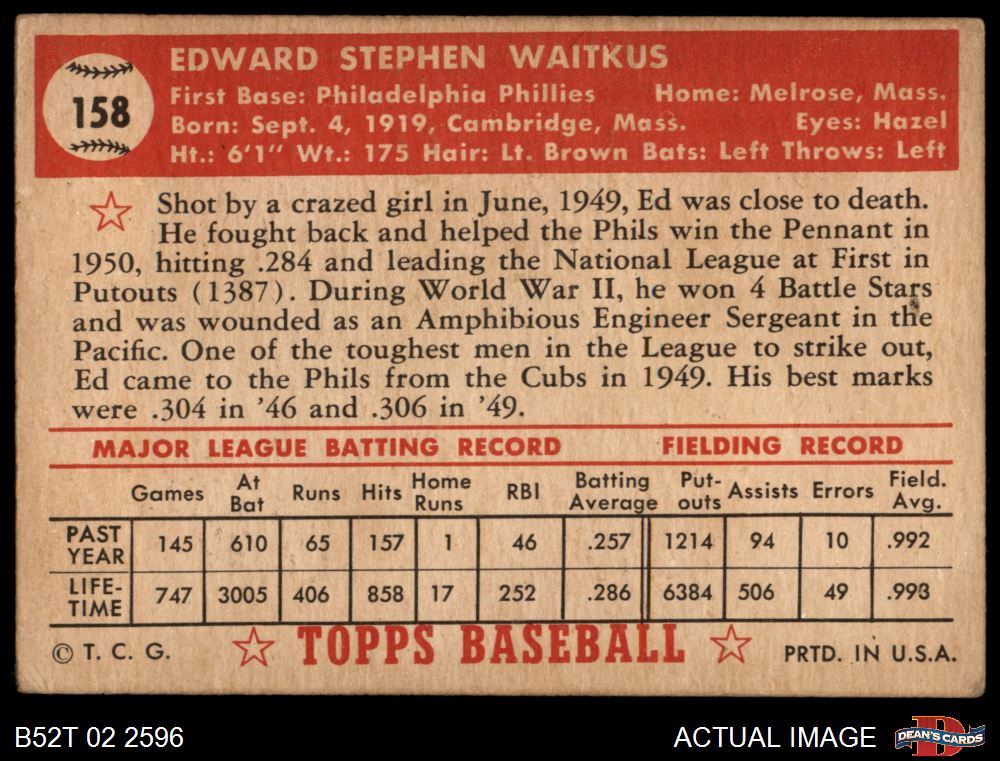 EDWARD STEPHEN WAITKUS
158
First Base: Philadelphia Phillies Home: Melrose, Mass.
Born: Sept. 4, 1919, Cambridge, Mass. Eyes: Hazel
Ht.: 6'1" Wt.: 175 Hair: Lt. Brown Bats: Left Throws: Left
Shot by a crazed girl in June, 1949, Ed was close to death.
He fought back and helped the Phils win the Pennant in
1950, hitting .284 and leading the National League at First in
Putouts (1387). During World War II, he won 4 Battle Stars
and was wounded as an Amphibious Engineer Sergeant in the
Pacific. One of the toughest men in the League to strike out,
Ed came to the Phils from the Cubs in 1949. His best marks
were .304 in '46 and .306 in '49.
MAJOR LEAGUE BATTING RECORD FIELDING RECORD
Games At Bat Runs Hits Home Runs RBI Batting Average Put-outs Assists Errors Field. Avg.
PAST YEAR 145 610 65 157 1 46 .257 1214 94 10 .992
LIFE-TIME 747 3005 406 858 17 252 .286 6384 506 49 .993
© T. C. G. TOPPS BASEBALL PRTD. IN U.S.A.
B52T 02 2596 ACTUAL IMAGE D DEAN'S CARDS